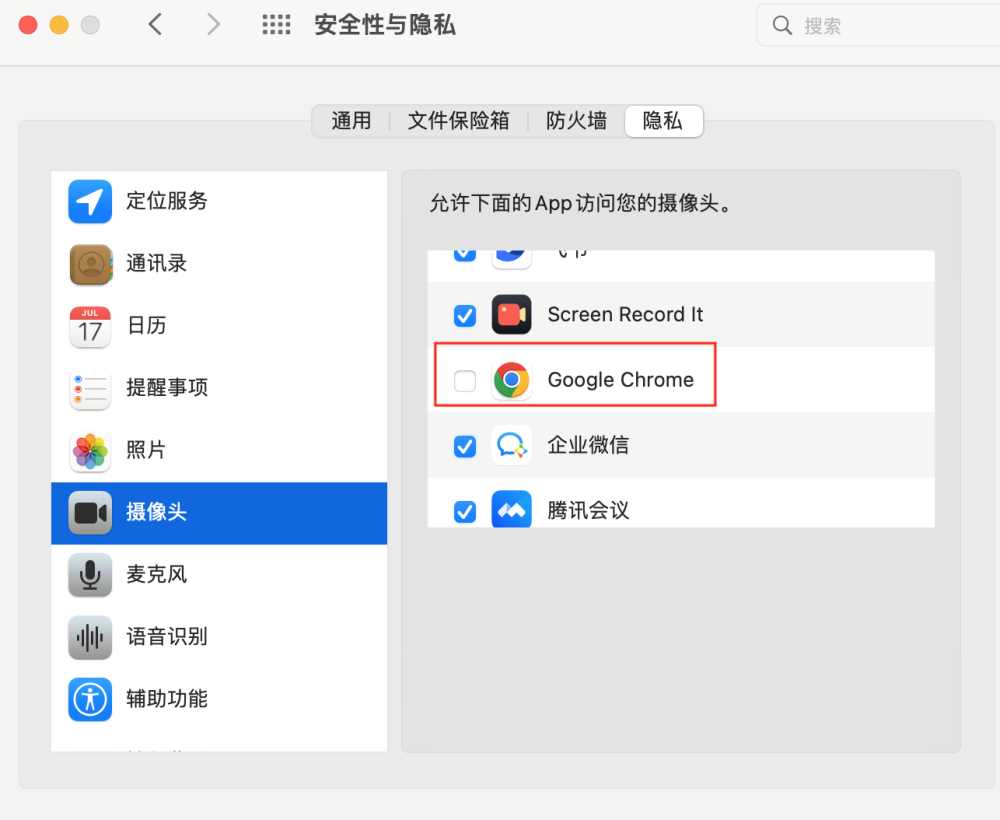 安全性与隐私
搜索
通用
文件保险箱
防火墙
隐私
定位服务
通讯录
JUL
17
日历
提醒事项
照片
摄像头
麦克风
语音识别
辅助功能
允许下面的App访问您的摄像头。
Screen Record It
Google Chrome
企业微信
腾讯会议